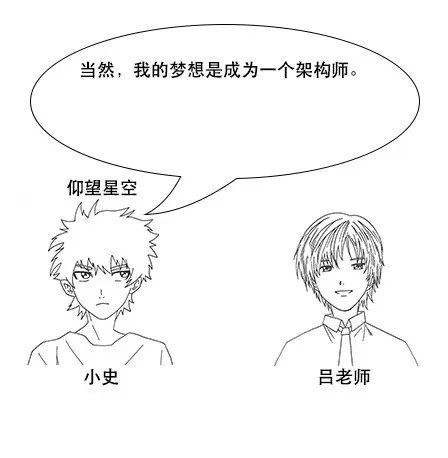 当然，我的梦想是成为一个架构师。
仰望星空
小史
吕老师